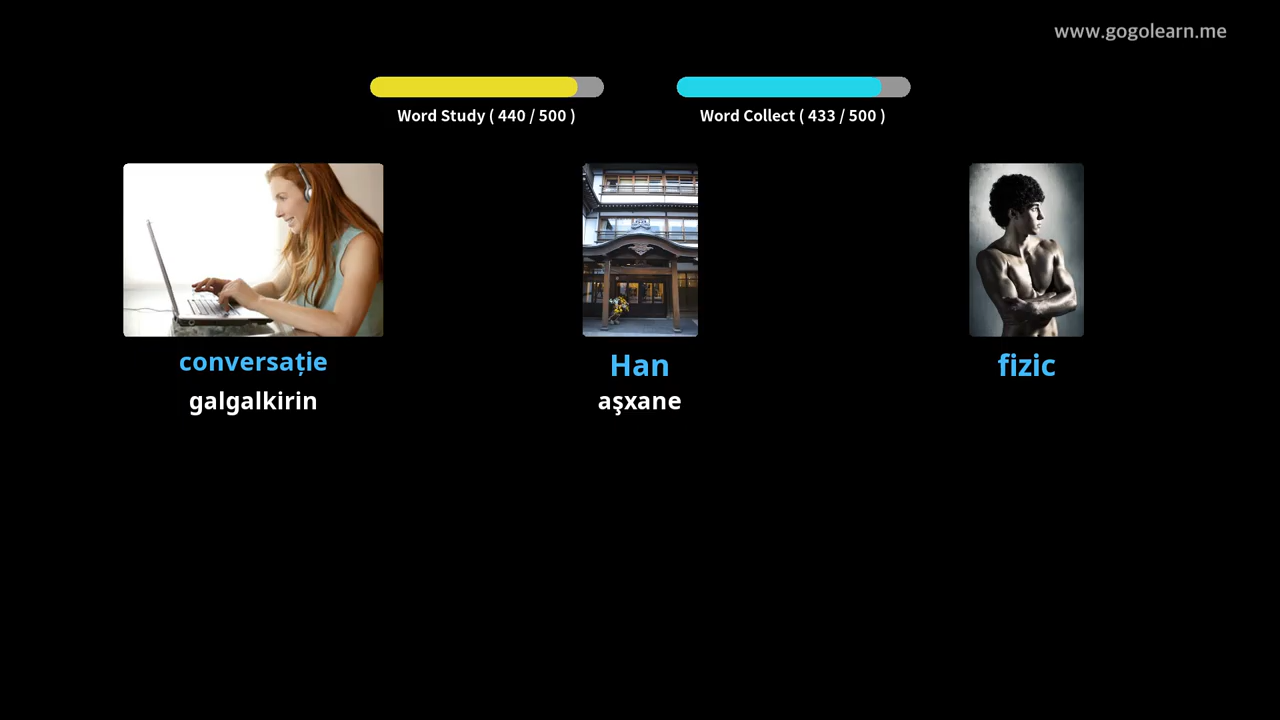 www.gogolearn.me
Word Study ( 440 / 500 )
Word Collect ( 433 / 500 )
conversație
Han
fizic
galgalkirin
aşxane